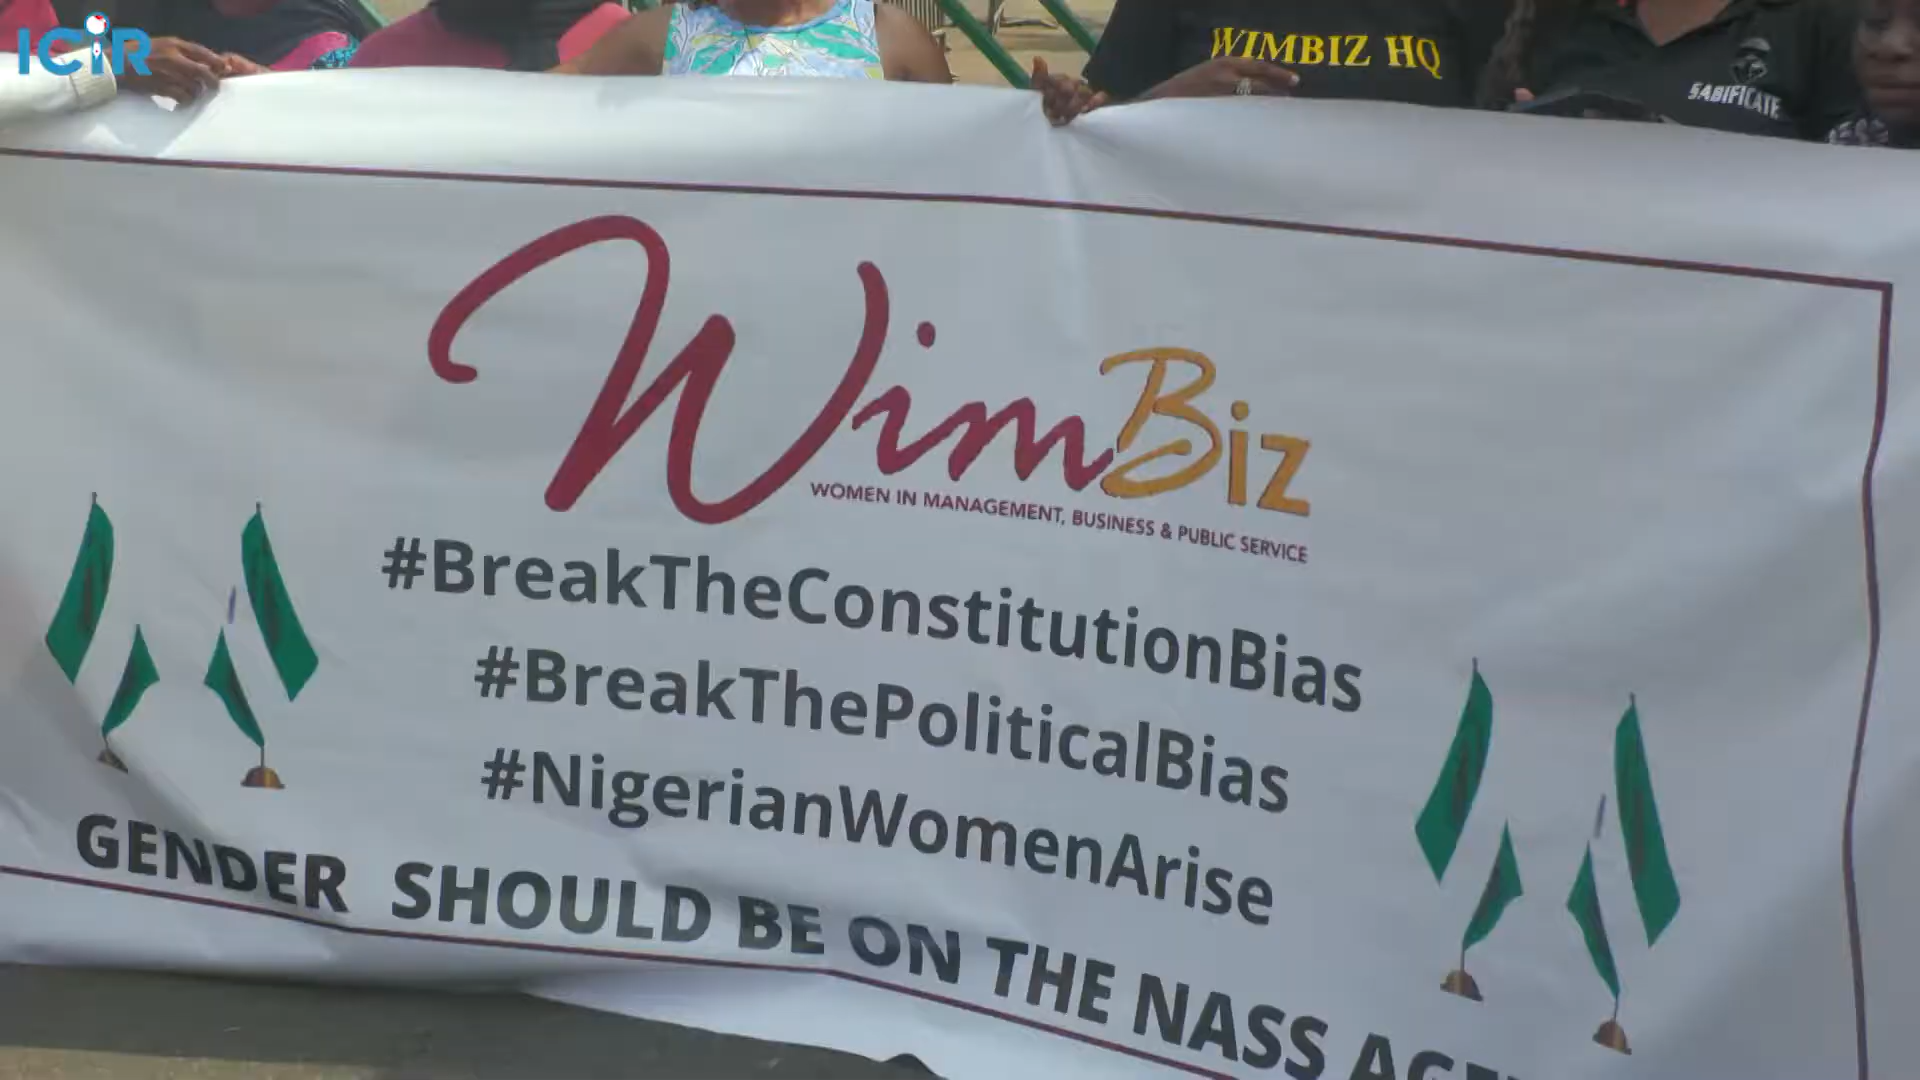 ICiR
WIMBIZ HQ
SABIFICATE
WimBiz
WOMEN IN MANAGEMENT, BUSINESS & PUBLIC SERVICE
#BreakTheConstitutionBias
#BreakThePoliticalBias
#NigerianWomenArise
GENDER SHOULD BE ON THE NASS